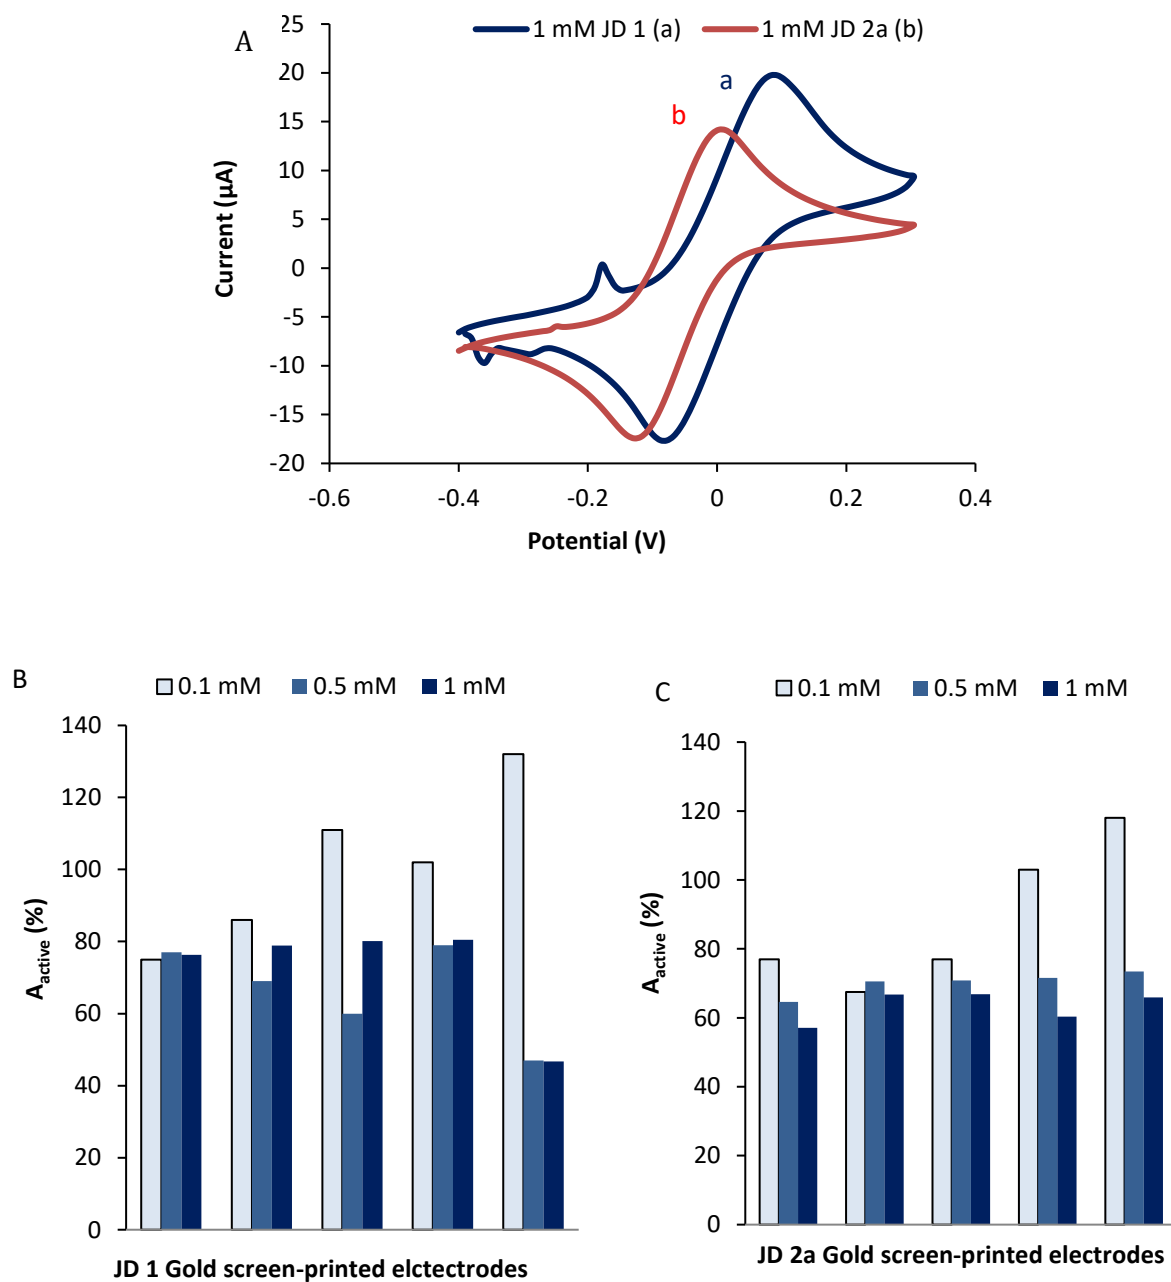 A
1 mM JD 1 (a) 1 mM JD 2a (b)
25
20
15
10
5
0
-5
-10
-15
-20
a
b
Current (µA)
-0.6 -0.4 -0.2 0 0.2 0.4
Potential (V)
B
0.1 mM 0.5 mM 1 mM
140
120
100
80
60
40
20
0
Aactive (%)
JD 1 Gold screen-printed elctectrodes
C
0.1 mM 0.5 mM 1 mM
140
120
100
80
60
40
20
0
Aactive (%)
JD 2a Gold screen-printed electrodes